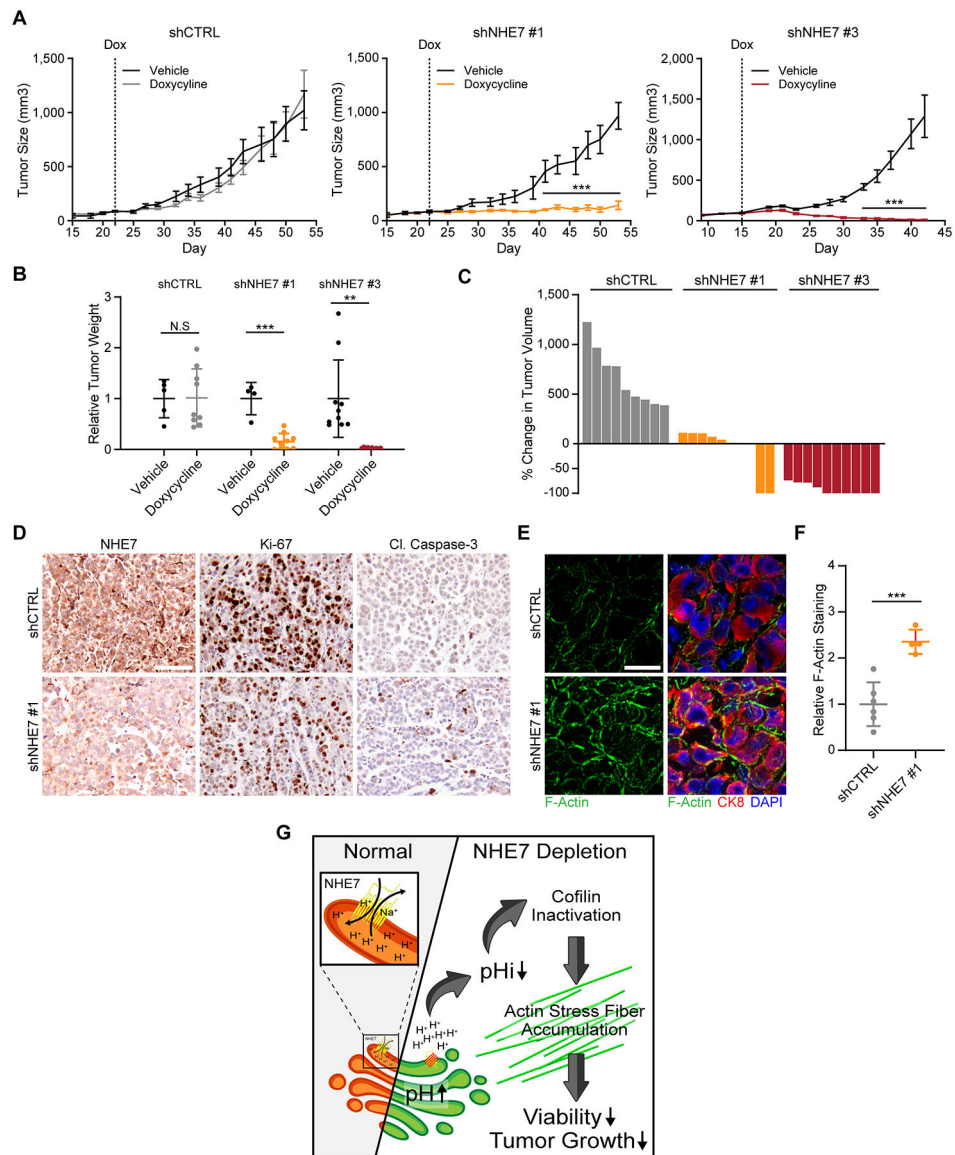 A
shCTRL
Dox
Vehicle
Doxycyline
Tumor Size (mm3)
1,500
1,000
500
0
15 20 25 30 35 40 45 50 55
Day
shNHE7 #1
Dox
Vehicle
Doxycyline
Tumor Size (mm3)
1,500
1,000
500
0
15 20 25 30 35 40 45 50 55
Day
***
shNHE7 #3
Dox
Vehicle
Doxycyline
Tumor Size (mm3)
2,000
1,500
1,000
500
0
10 15 20 25 30 35 40 45
Day
***
B
shCTRL shNHE7 #1 shNHE7 #3
N.S *** **
Relative Tumor Weight
3
2
1
0
Vehicle
Doxycycline
Vehicle
Doxycycline
Vehicle
Doxycycline
C
shCTRL shNHE7 #1 shNHE7 #3
% Change in Tumor Volume
1,500
1,000
500
0
-50
-100
D
NHE7 Ki-67 Cl. Caspase-3
shCTRL
shNHE7 #1
E
shCTRL
shNHE7 #1
F-Actin F-Actin CK8 DAPI
F
Relative F-Actin Staining
4
3
2
1
0
***
shCTRL
shNHE7 #1
G
Normal NHE7 Depletion
NHE7
H+
Na+
H+
H+ H+
H+ H+ H+
H+ H+
Cofilin
Inactivation
pHi↓
Actin Stress Fiber
Accumulation
H+ H+
H+ H+ H+
H+ H+
NHE7
pH↑
Viability↓
Tumor Growth↓